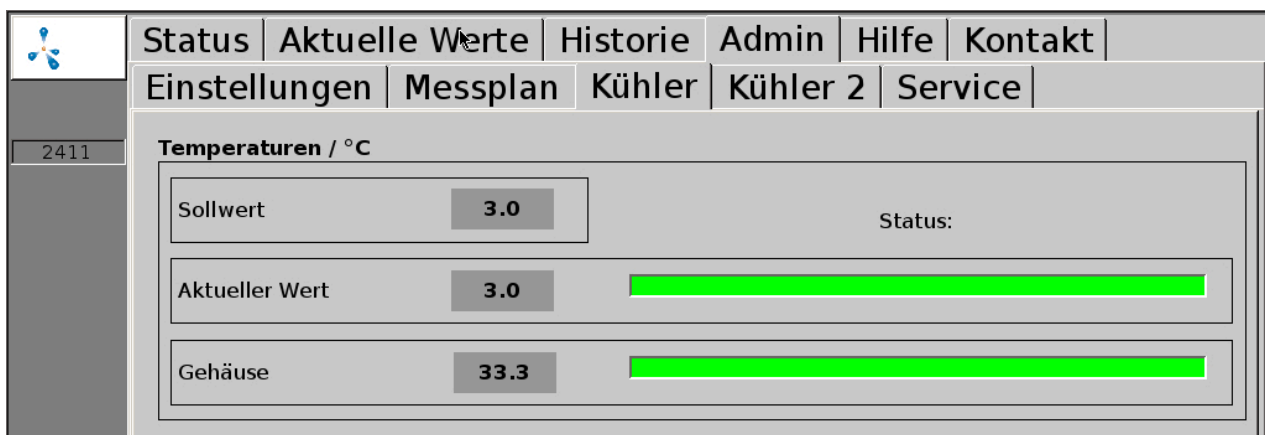 Status Aktuelle Werte Historie Admin Hilfe Kontakt
Einstellungen Messplan Kühler Kühler 2 Service
2411
Temperaturen / °C
Sollwert 3.0
Status:
Aktueller Wert 3.0
Gehäuse 33.3